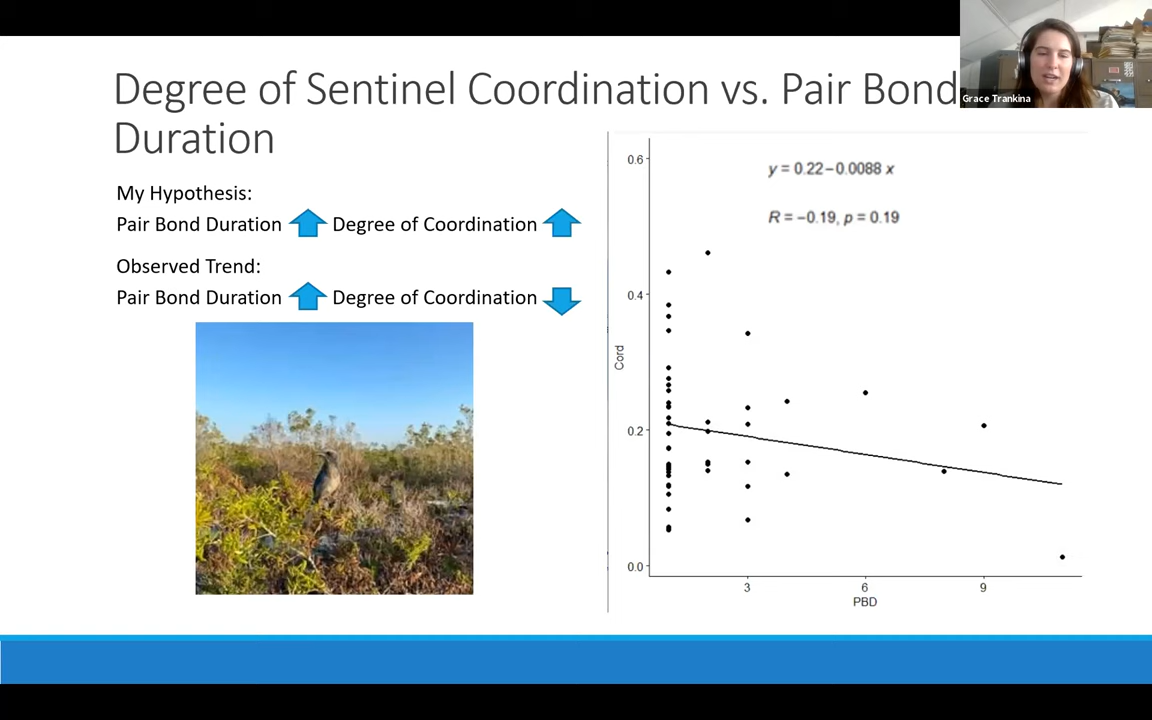 Degree of Sentinel Coordination vs. Pair Bond
Duration
Grace Trankina
My Hypothesis:
Pair Bond Duration Degree of Coordination
Observed Trend:
Pair Bond Duration Degree of Coordination
y = 0.22−0.0088 x
R = −0.19, p = 0.19
0.6
0.4
Cord
0.2
0.0
3 6 9
PBD